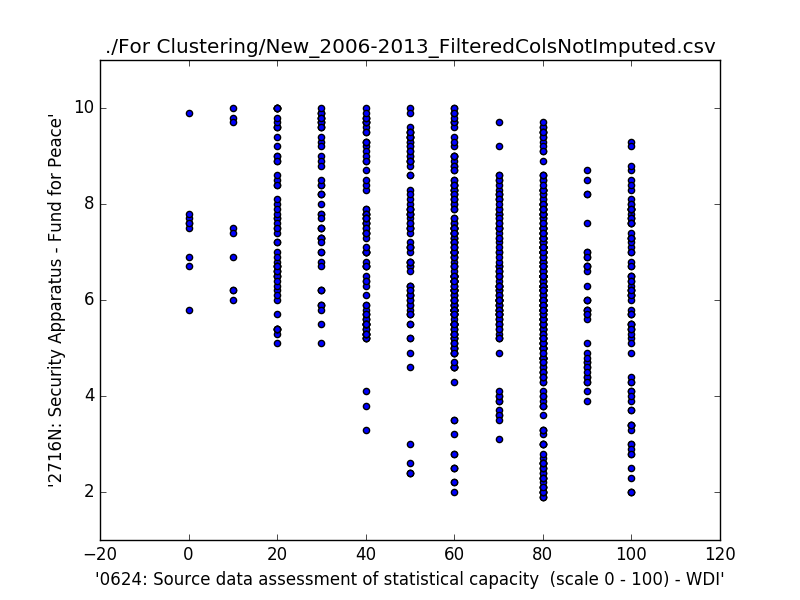 ./For Clustering/New_2006-2013_FilteredColsNotImputed.csv
10
8
6
4
2
'2716N: Security Apparatus - Fund for Peace'
−20 0 20 40 60 80 100 120
'0624: Source data assessment of statistical capacity  (scale 0 - 100) - WDI'